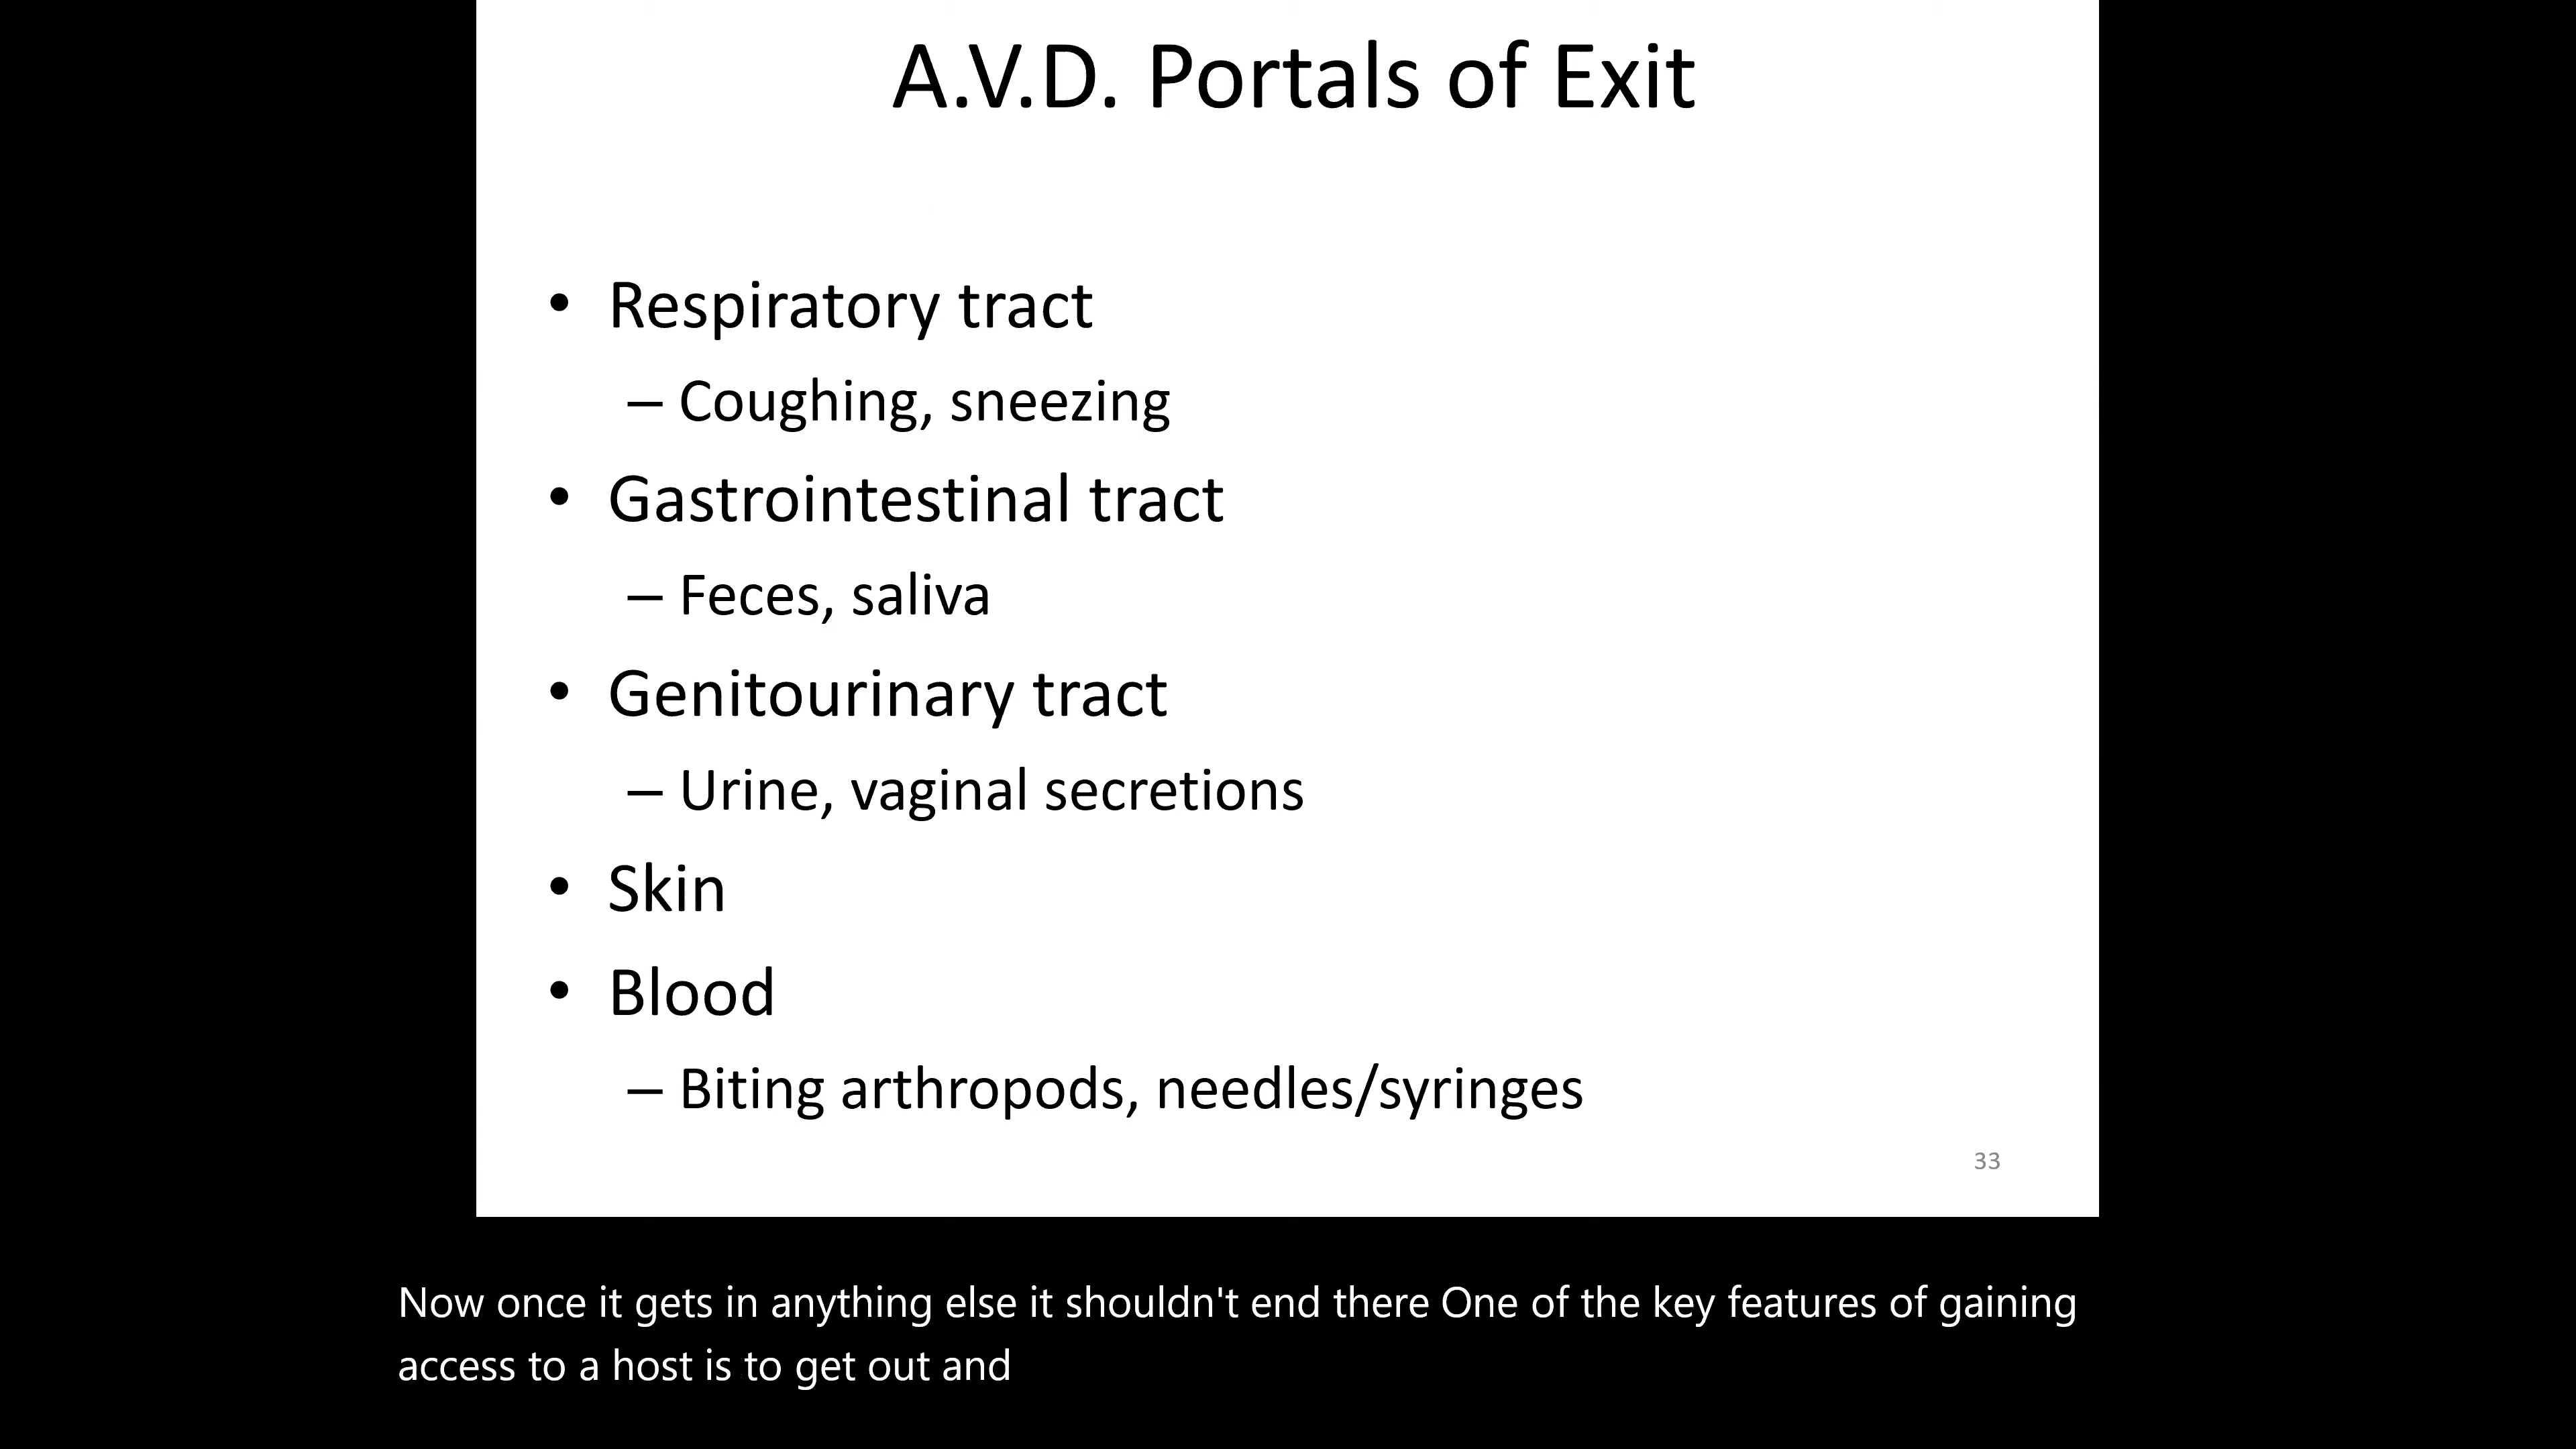 A.V.D. Portals of Exit
• Respiratory tract
– Coughing, sneezing
• Gastrointestinal tract
– Feces, saliva
• Genitourinary tract
– Urine, vaginal secretions
• Skin
• Blood
– Biting arthropods, needles/syringes
33
Now once it gets in anything else it shouldn't end there One of the key features of gaining
access to a host is to get out and